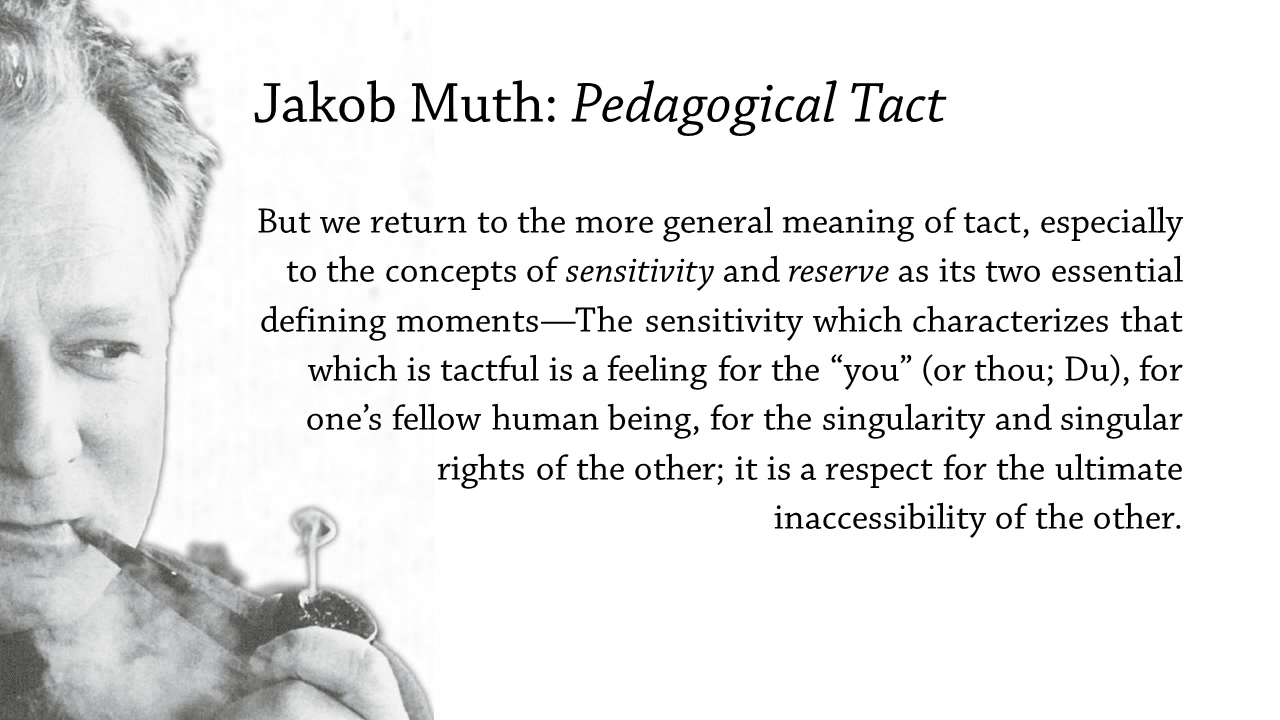 Jakob Muth: Pedagogical Tact
But we return to the more general meaning of tact, especially
to the concepts of sensitivity and reserve as its two essential
defining moments—The sensitivity which characterizes that
which is tactful is a feeling for the “you” (or thou; Du), for
one’s fellow human being, for the singularity and singular
rights of the other; it is a respect for the ultimate
inaccessibility of the other.